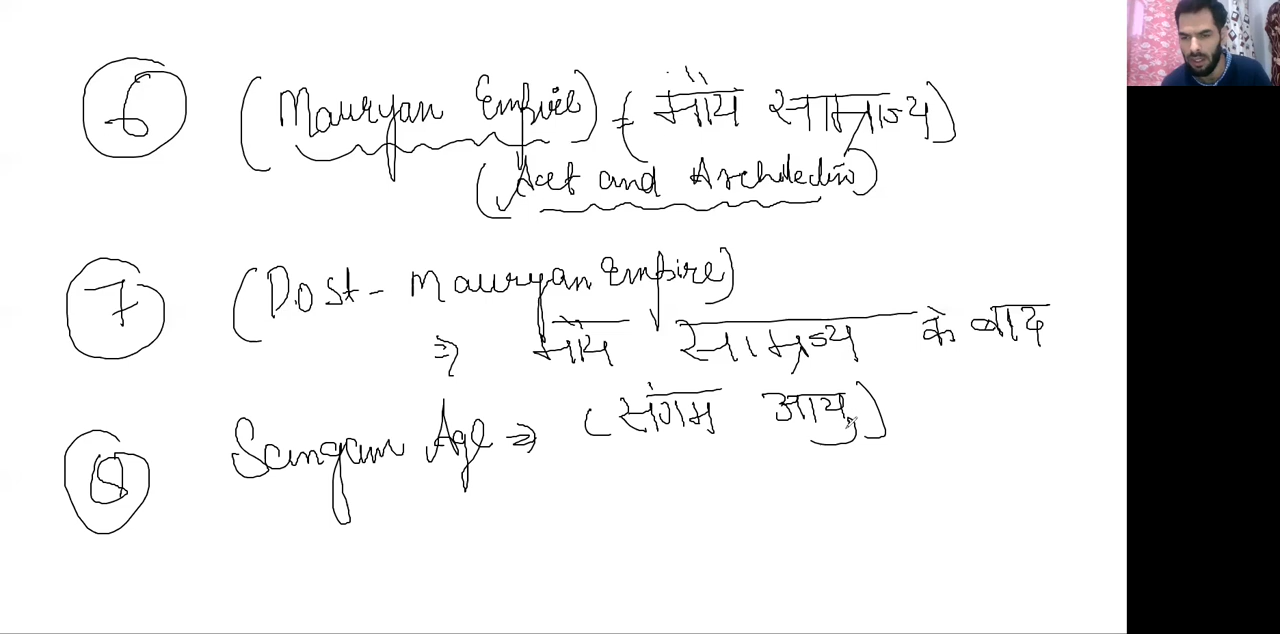 6 (Mauryan Empire) = (मौर्य साम्राज्य)
(Art and Architecture)
7 (Post-Mauryan Empire)
⇒ मौर्य साम्राज्य के बाद
8 Sangam Age ⇒ (संगम आयु)